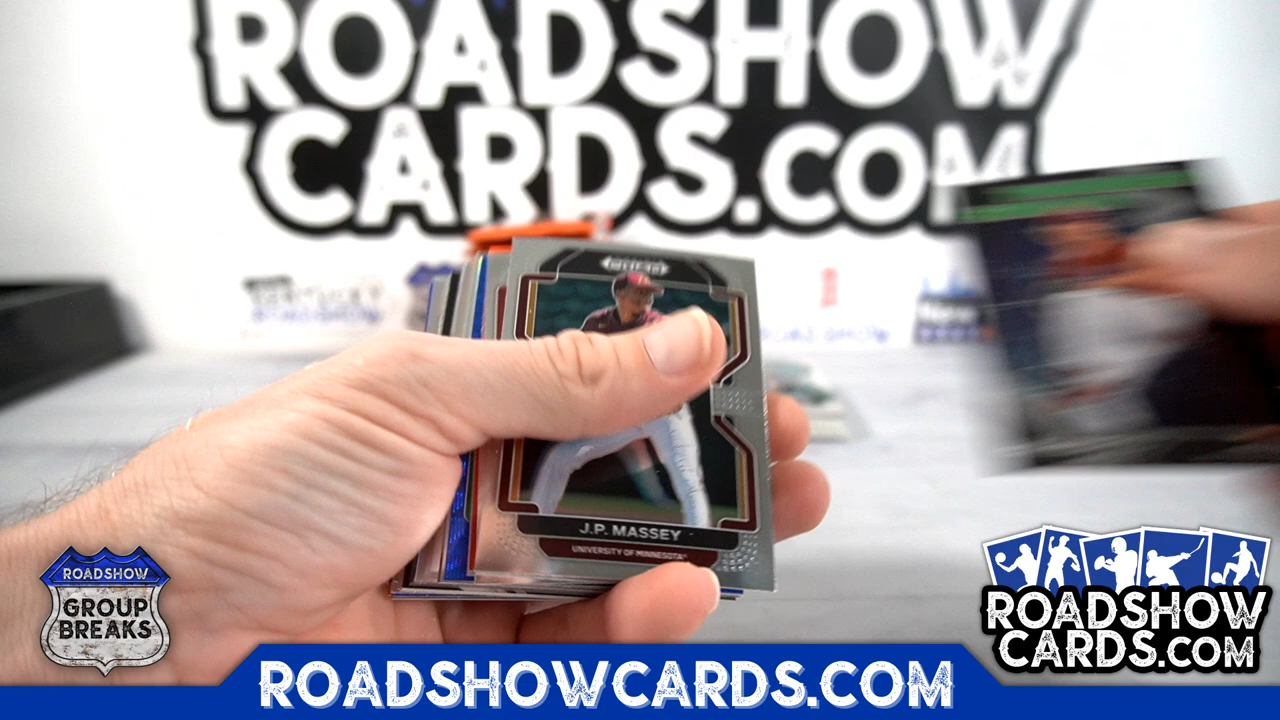 ROADSHOW
CARDS.COM
PRIZM
J.P. MASSEY
UNIVERSITY OF MINNESOTA
ROADSHOW
GROUP
BREAKS
ROADSHOW
CARDS.COM
ROADSHOWCARDS.COM